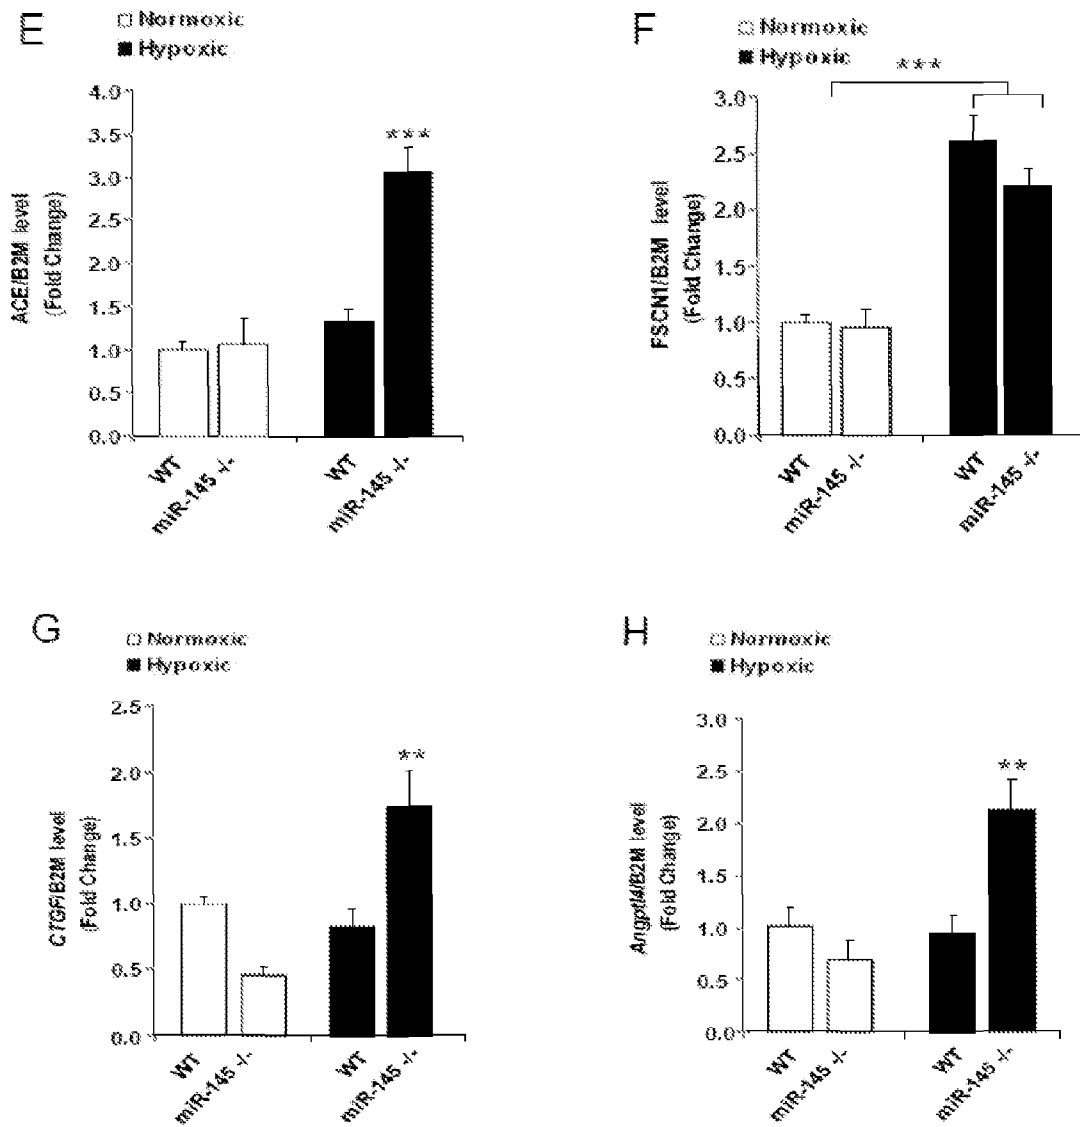 E
Normoxic
Hypoxic
ACE/B2M level
(Fold Change)
4.0
3.5
3.0
2.5
2.0
1.5
1.0
0.5
0.0
***
WT
miR-145 -/-
WT
miR-145 -/-
F
Normoxic
Hypoxic
FSCN1/B2M level
(Fold Change)
3.0
2.5
2.0
1.5
1.0
0.5
0.0
***
WT
miR-145 -/-
WT
miR-145 -/-
G
Normoxic
Hypoxic
CTGF/B2M level
(Fold Change)
2.5
2.0
1.5
1.0
0.5
0.0
**
WT
miR-145 -/-
WT
miR-145 -/-
H
Normoxic
Hypoxic
Angptl4/B2M level
(Fold Change)
3.0
2.5
2.0
1.5
1.0
0.5
0.0
**
WT
miR-145 -/-
WT
miR-145 -/-